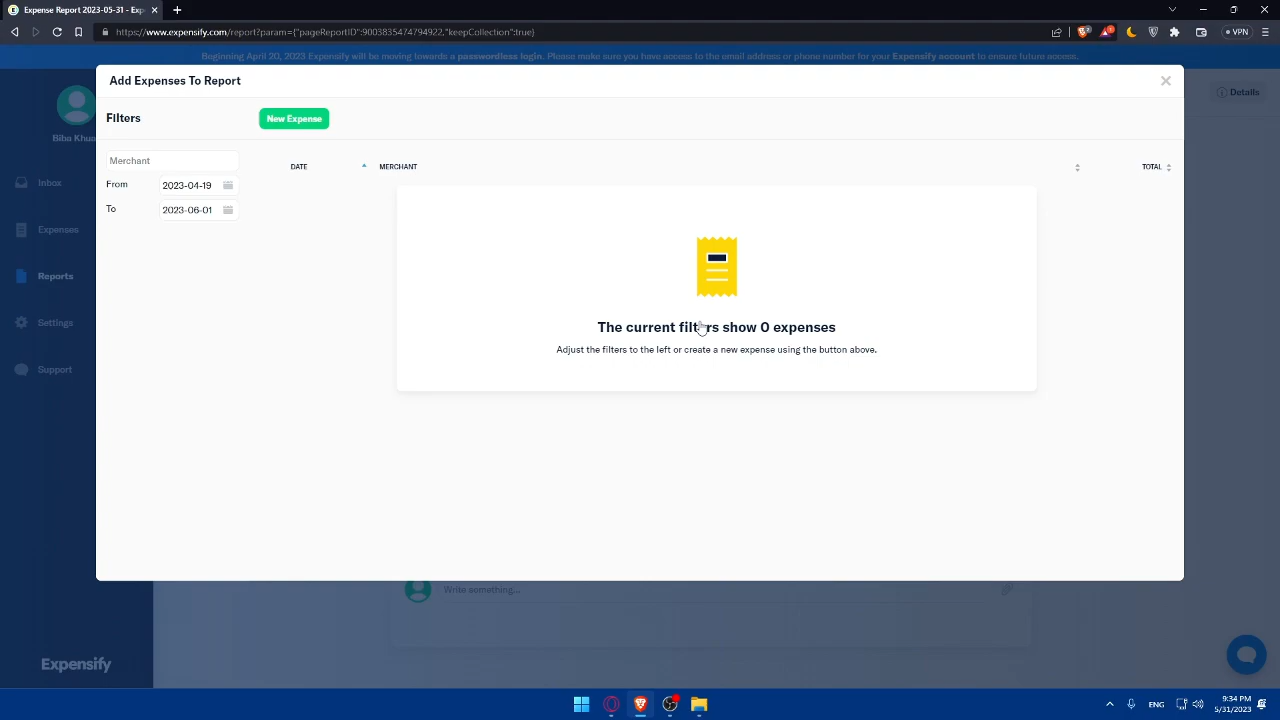 Expense Report 2023-05-31 - Exp
https://www.expensify.com/report?param={"pageReportID":9003835474794922,"keepCollection":true}
VPN
Beginning April 20, 2023 Expensify will be moving towards a passwordless login. Please make sure you have access to the email address or phone number for your Expensify account to ensure future access.
Add Expenses To Report
Details
Filters
New Expense
Biba Khua
Merchant
DATE
MERCHANT
TOTAL
From
2023-04-19
To
2023-06-01
Inbox
Expenses
Reports
Settings
Support
The current filters show 0 expenses
Adjust the filters to the left or create a new expense using the button above.
Write something...
Expensify
ENG
9:34 PM
5/31/2023